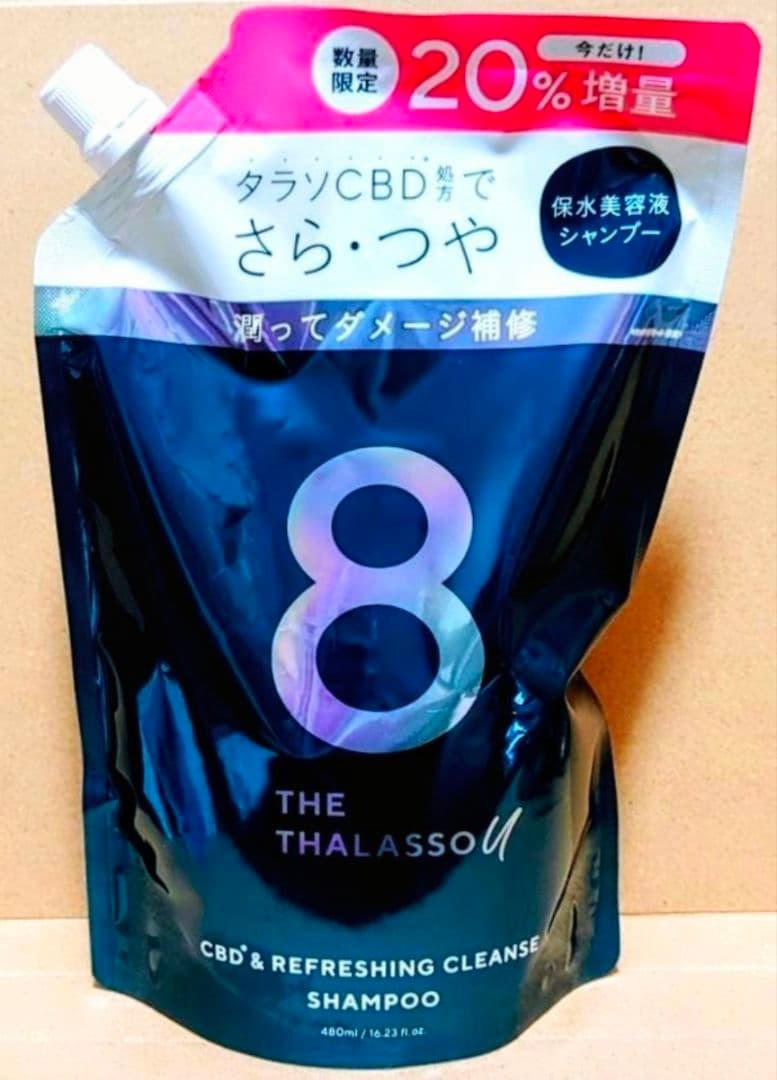 数量
限定
今だけ!
20%増量
タラソCBD処方で
さら・つや
保水美容液
シャンプー
潤ってダメージ補修
8
THE
THALASSO U
CBD* & REFRESHING CLEANSE
SHAMPOO
480ml / 16.23 fl.oz.